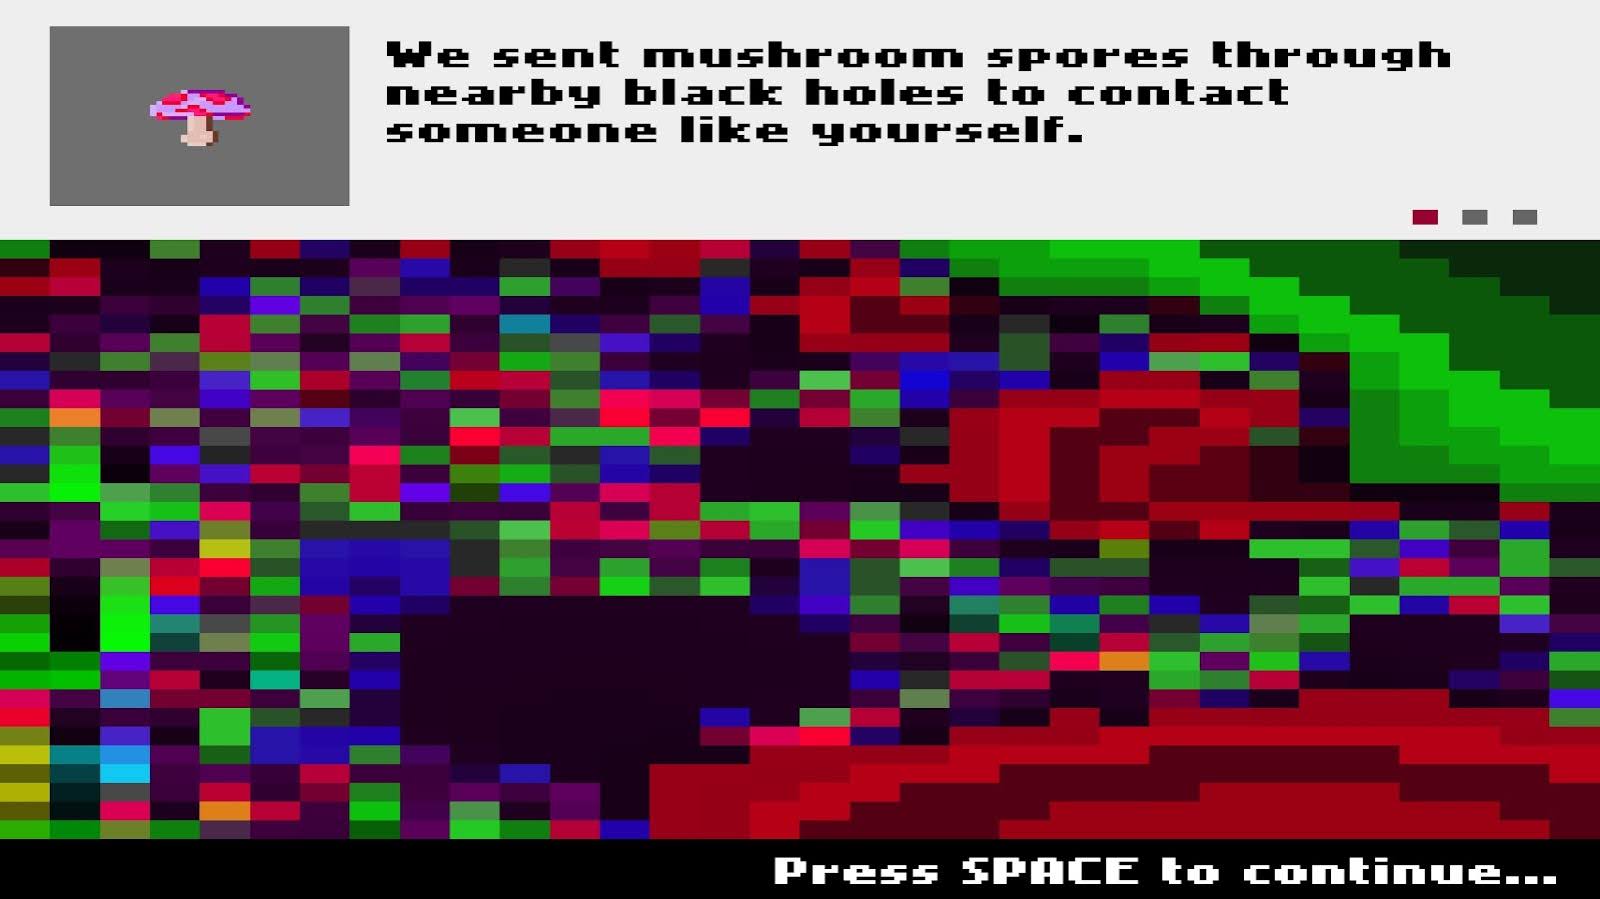 We sent mushroom spores through
nearby black holes to contact
someone like yourself.
Press SPACE to continue...